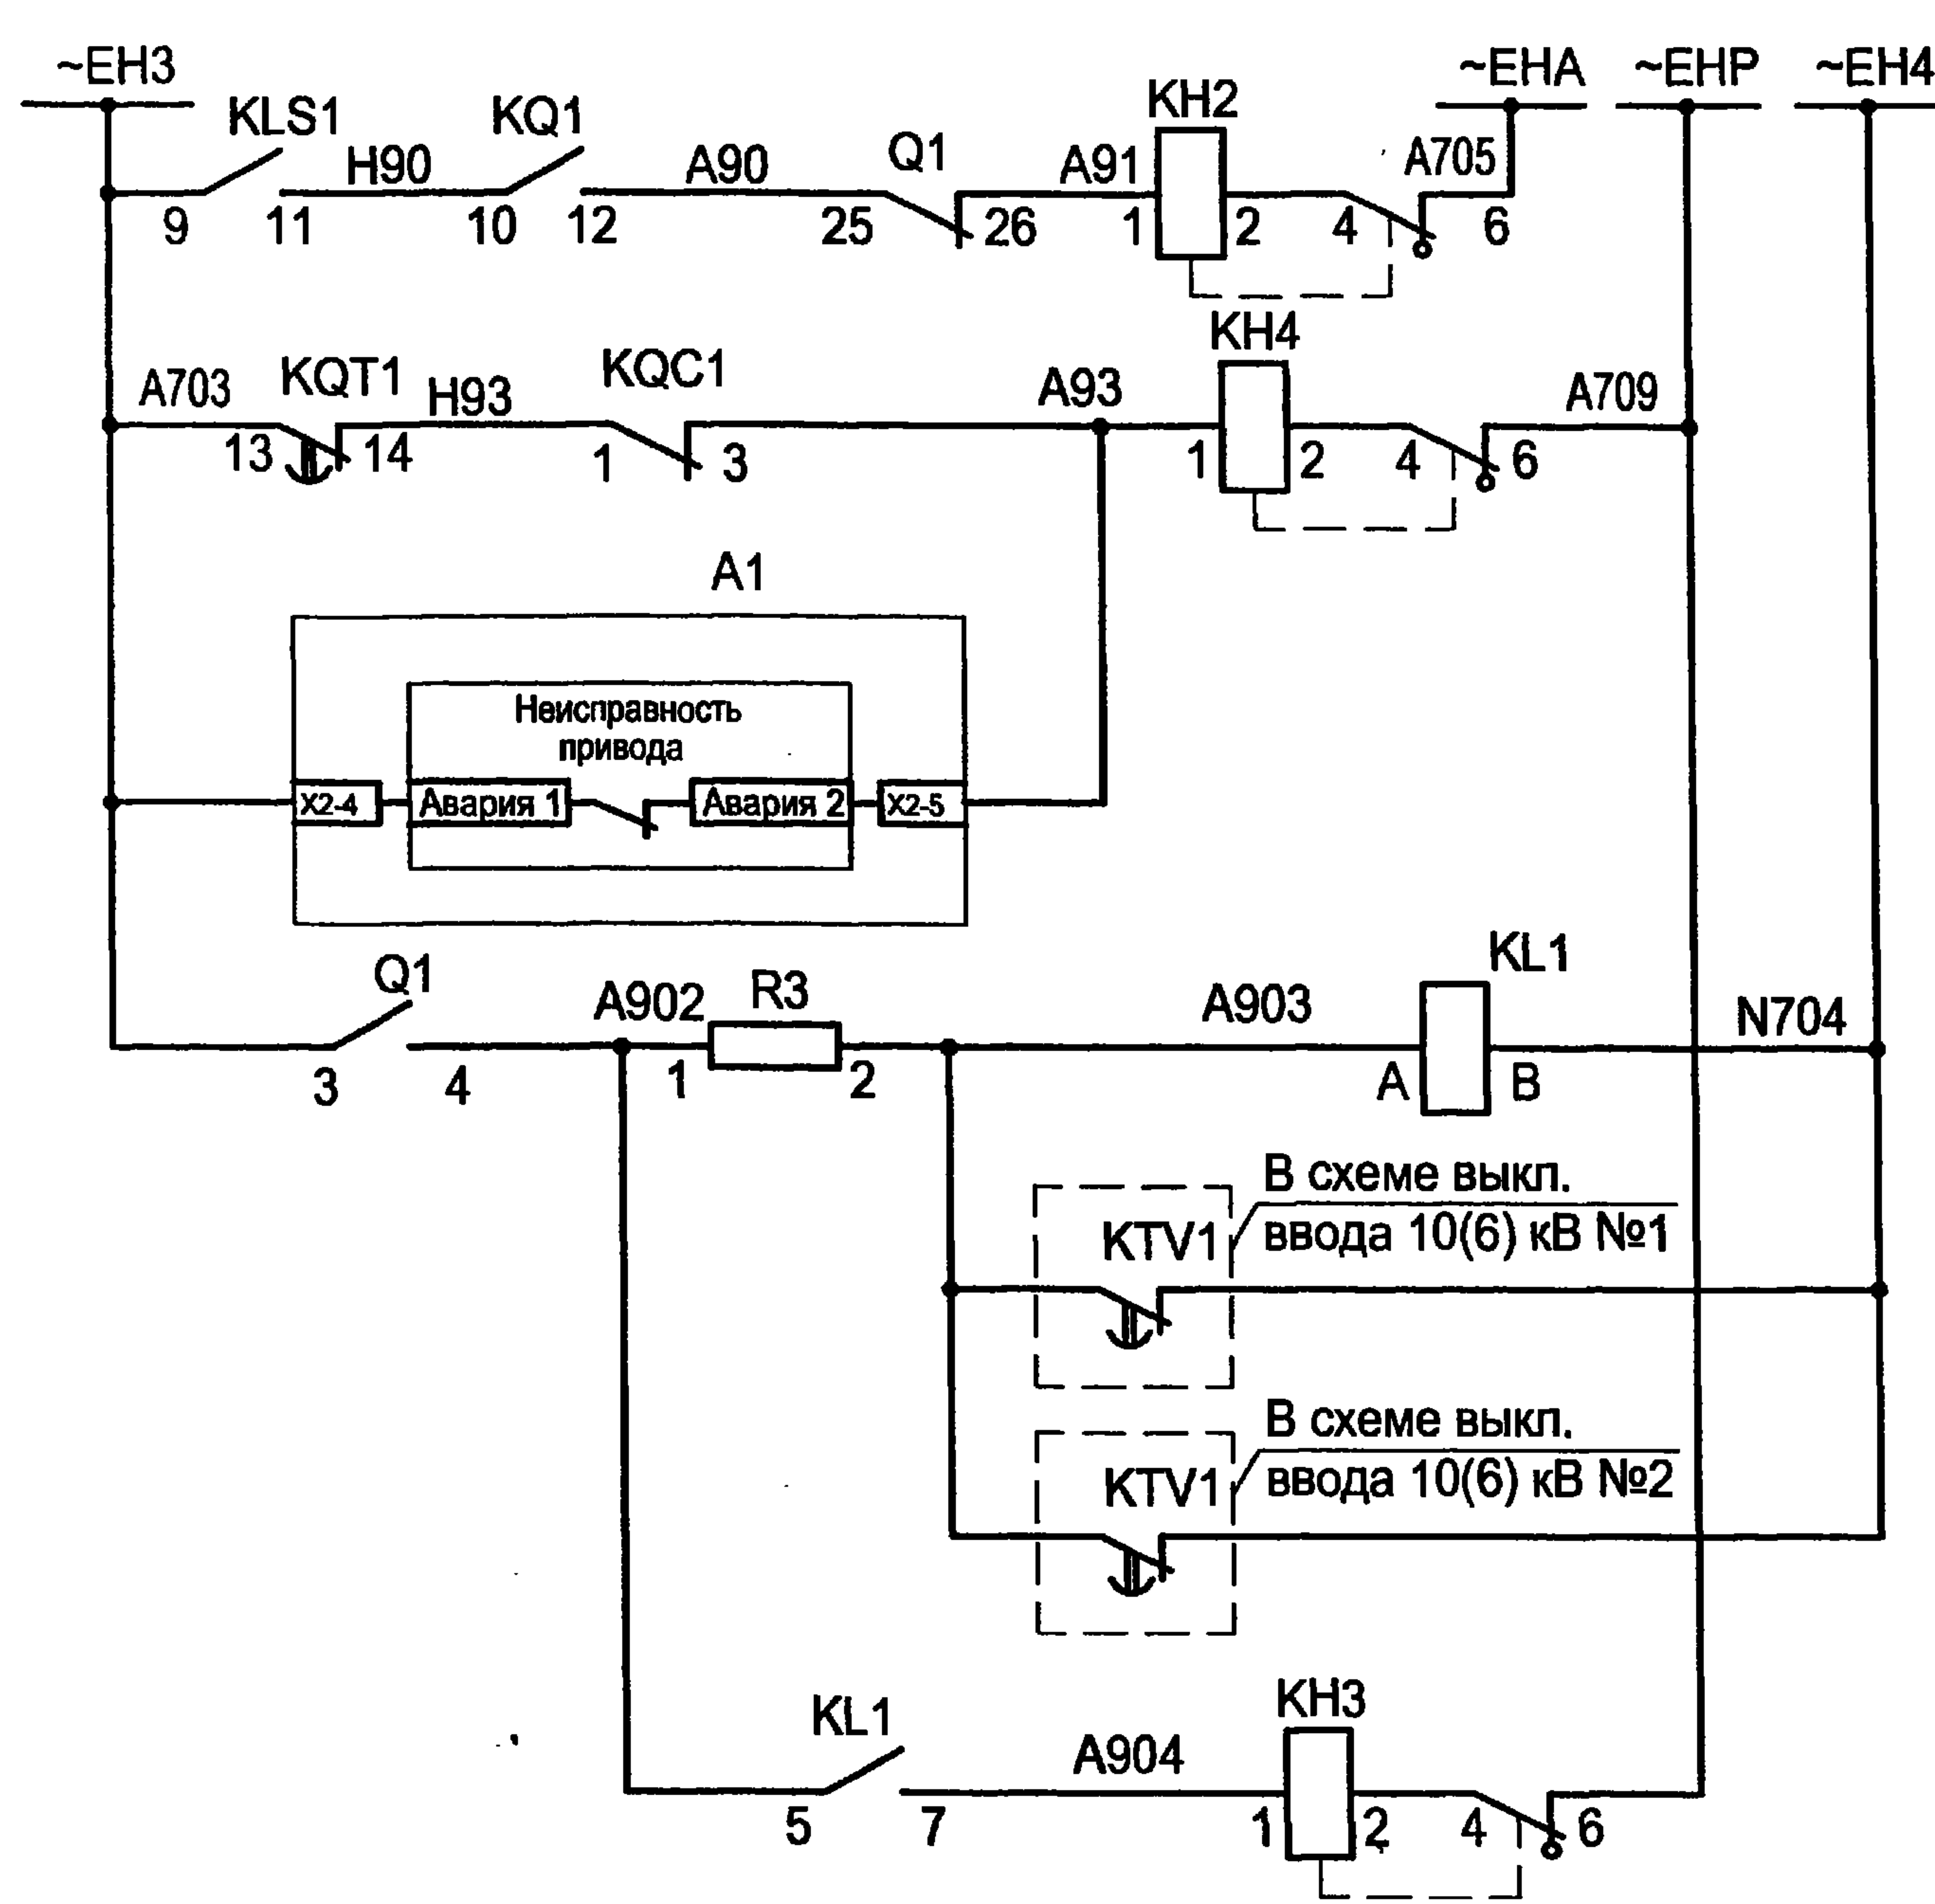 ~EH3
~EHA
~EHP
~EH4
KLS1
KQ1
KH2
H90
A90
Q1
A91
A705
9
11
10
12
25
26
1
2
4
6
KH4
A703
KQT1
H93
KQC1
A93
A709
13
14
1
3
1
2
4
6
A1
Неисправность
привода
X2-4
Авария 1
Авария 2
X2-5
Q1
A902
R3
A903
KL1
N704
3
4
1
2
A
B
В схеме выкл.
KTV1
ввода 10(6) кВ №1
В схеме выкл.
KTV1
ввода 10(6) кВ №2
KL1
A904
KH3
5
7
1
2
4
6